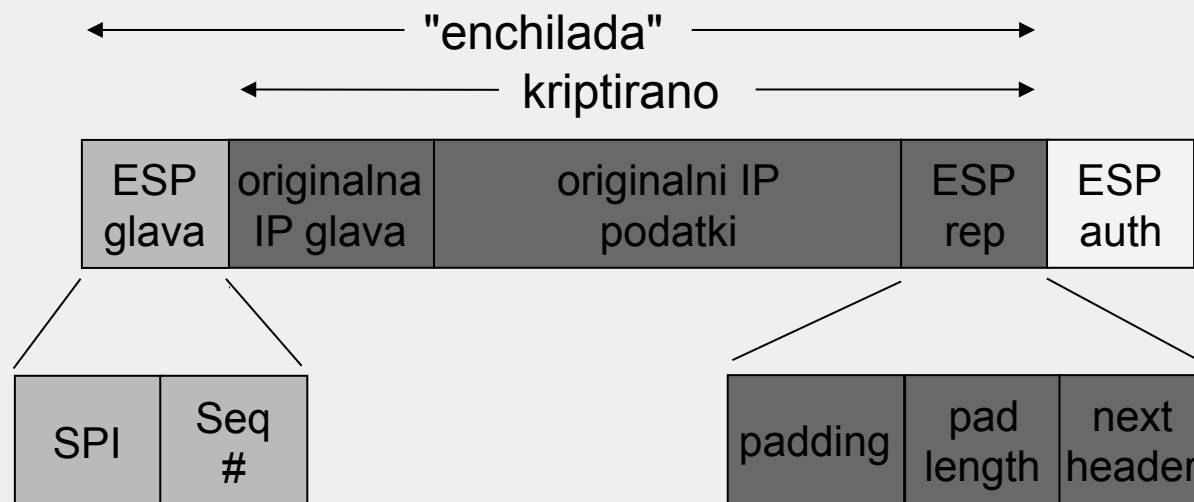 "enchilada"
kriptirano
ESP
glava
originalna
IP glava
originalni IP
podatki
ESP
rep
ESP
auth
SPI
Seq
#
padding
pad
length
next
header